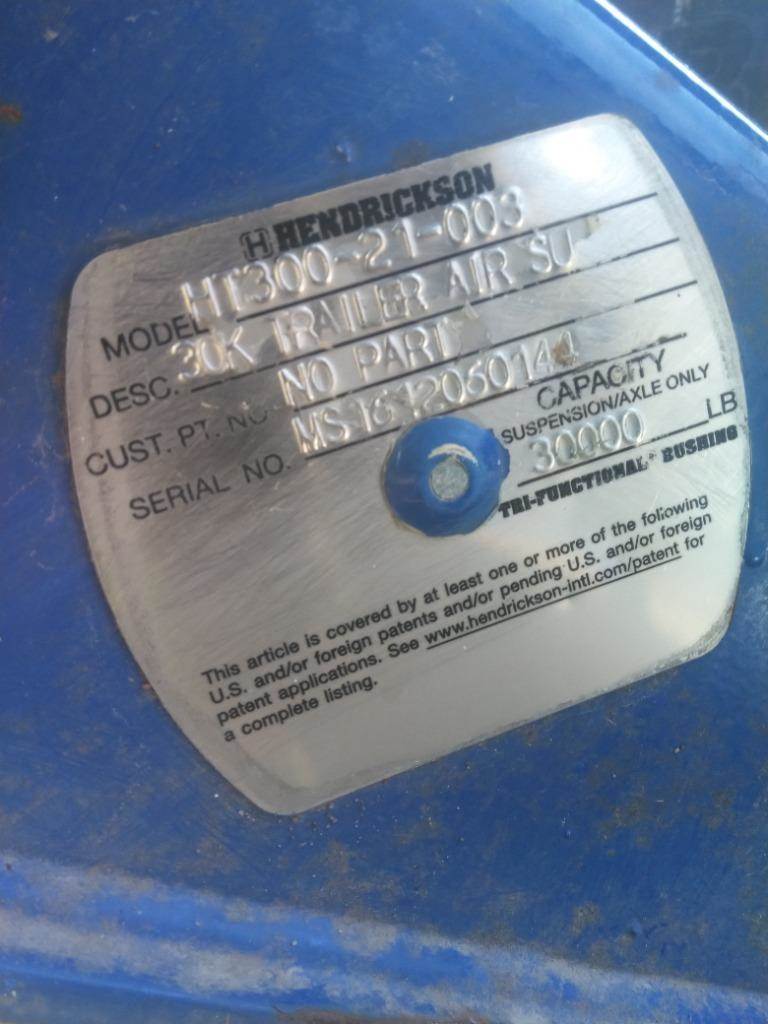 H HENDRICKSON
MODEL HT300-21-003
DESC. 30K TRAILER AIR SU
CUST. PT. NO NO PART
SERIAL NO. MS1612060144
CAPACITY
SUSPENSION/AXLE ONLY
30000 LB
TRI-FUNCTIONAL® BUSHING
This article is covered by at least one or more of the following
U.S. and/or foreign patents and/or pending U.S. and/or foreign
patent applications. See www.hendrickson-intl.com/patent for
a complete listing.